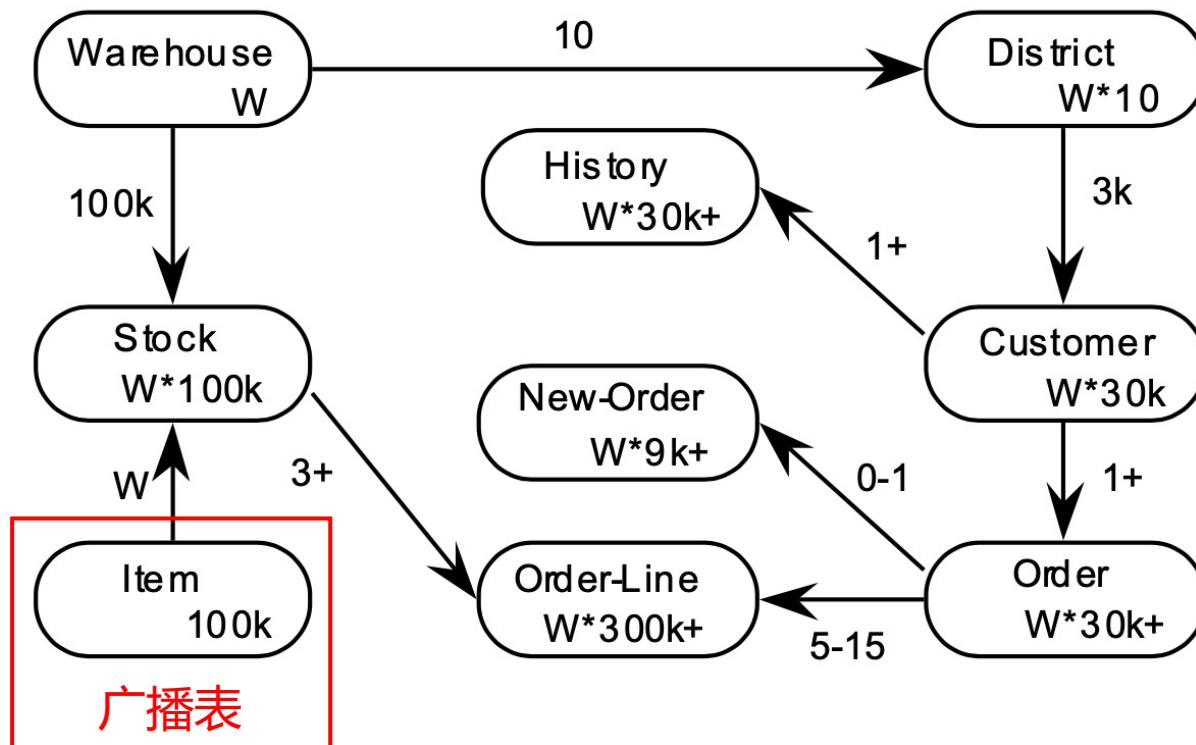 Warehouse
W
10
District
W*10
100k
History
W*30k+
3k
1+
Stock
W*100k
Customer
W*30k
New-Order
W*9k+
W
3+
0-1
1+
Item
100k
Order-Line
W*300k+
5-15
Order
W*30k+
广播表